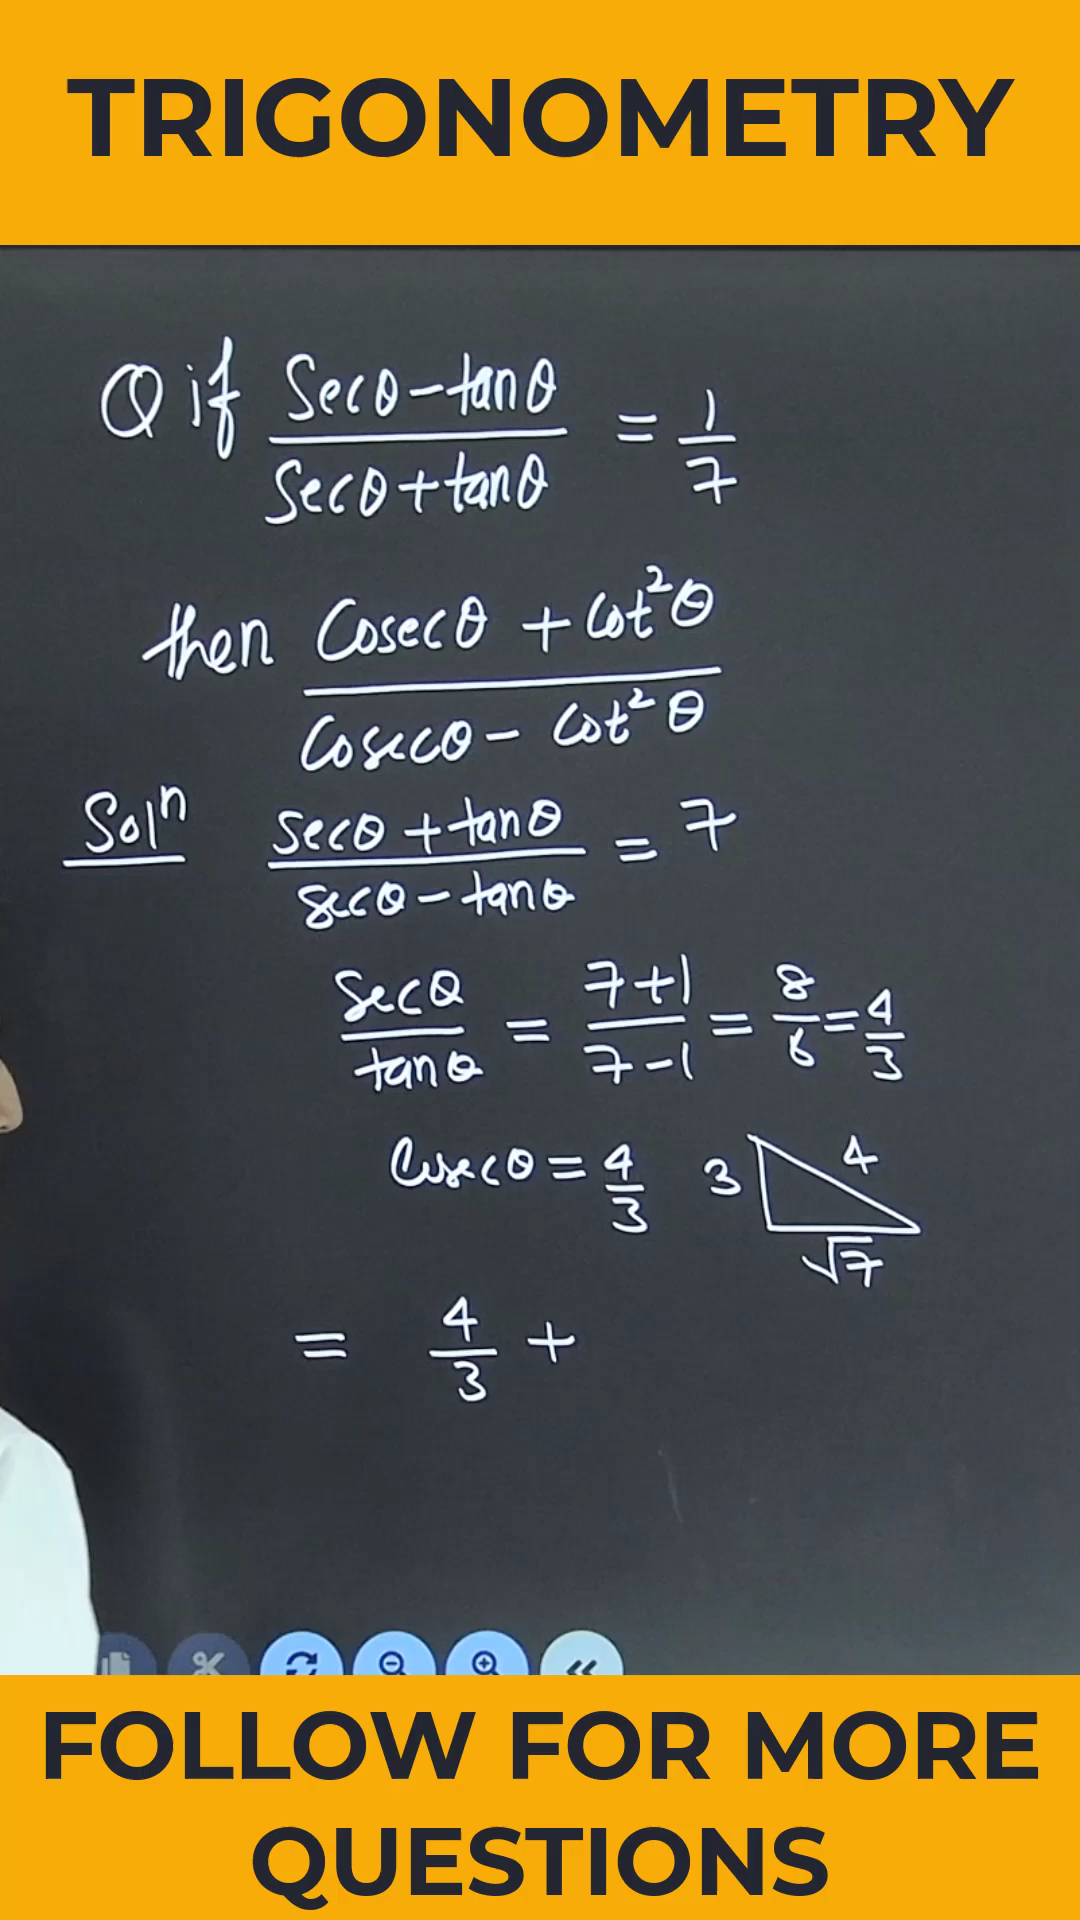 TRIGONOMETRY
Q if (Secθ-tanθ)/(Secθ+tanθ) = 1/7
then (Cosecθ + Cot²θ)/(Cosecθ - Cot²θ)
Solⁿ (Secθ + tanθ)/(Secθ - tanθ) = 7
Secθ/tanθ = (7+1)/(7-1) = 8/6 = 4/3
Cosecθ = 4/3 3 4 √7
= 4/3 +
FOLLOW FOR MORE
QUESTIONS